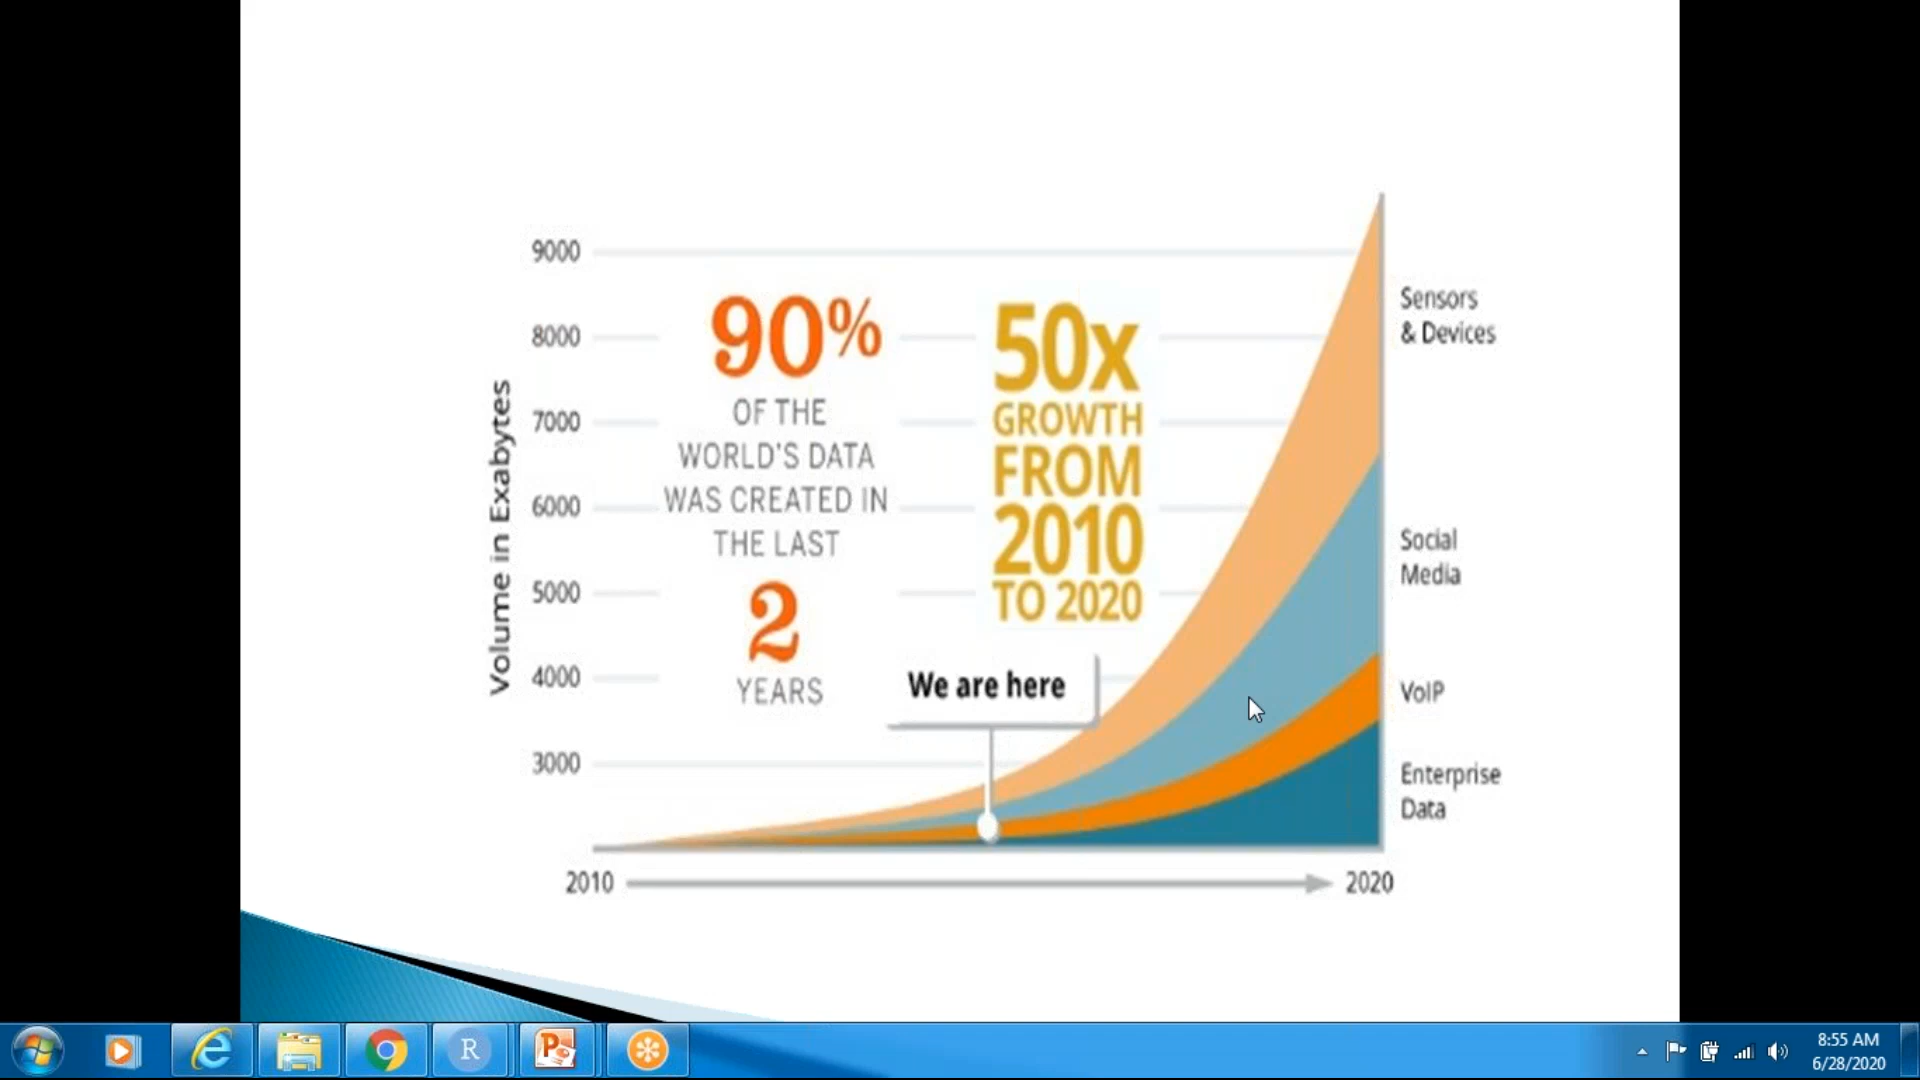 9000
8000
7000
6000
5000
4000
3000
Volume in Exabytes
90%
OF THE
WORLD'S DATA
WAS CREATED IN
THE LAST
2
YEARS
50x
GROWTH
FROM
2010
TO 2020
We are here
Sensors
& Devices
Social
Media
VoIP
Enterprise
Data
2010
2020
R
P
8:55 AM
6/28/2020